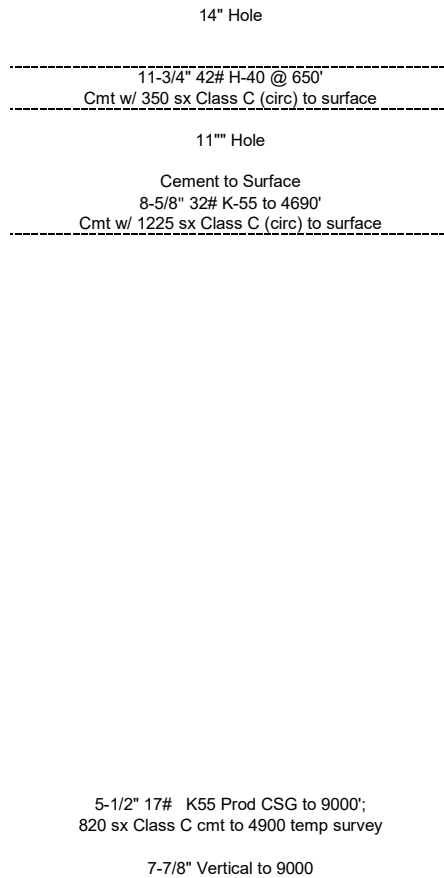 14" Hole
11-3/4" 42# H-40 @ 650'
Cmt w/ 350 sx Class C (circ) to surface
11"" Hole
Cement to Surface
8-5/8" 32# K-55 to 4690'
Cmt w/ 1225 sx Class C (circ) to surface
5-1/2" 17# K55 Prod CSG to 9000';
820 sx Class C cmt to 4900 temp survey
7-7/8" Vertical to 9000